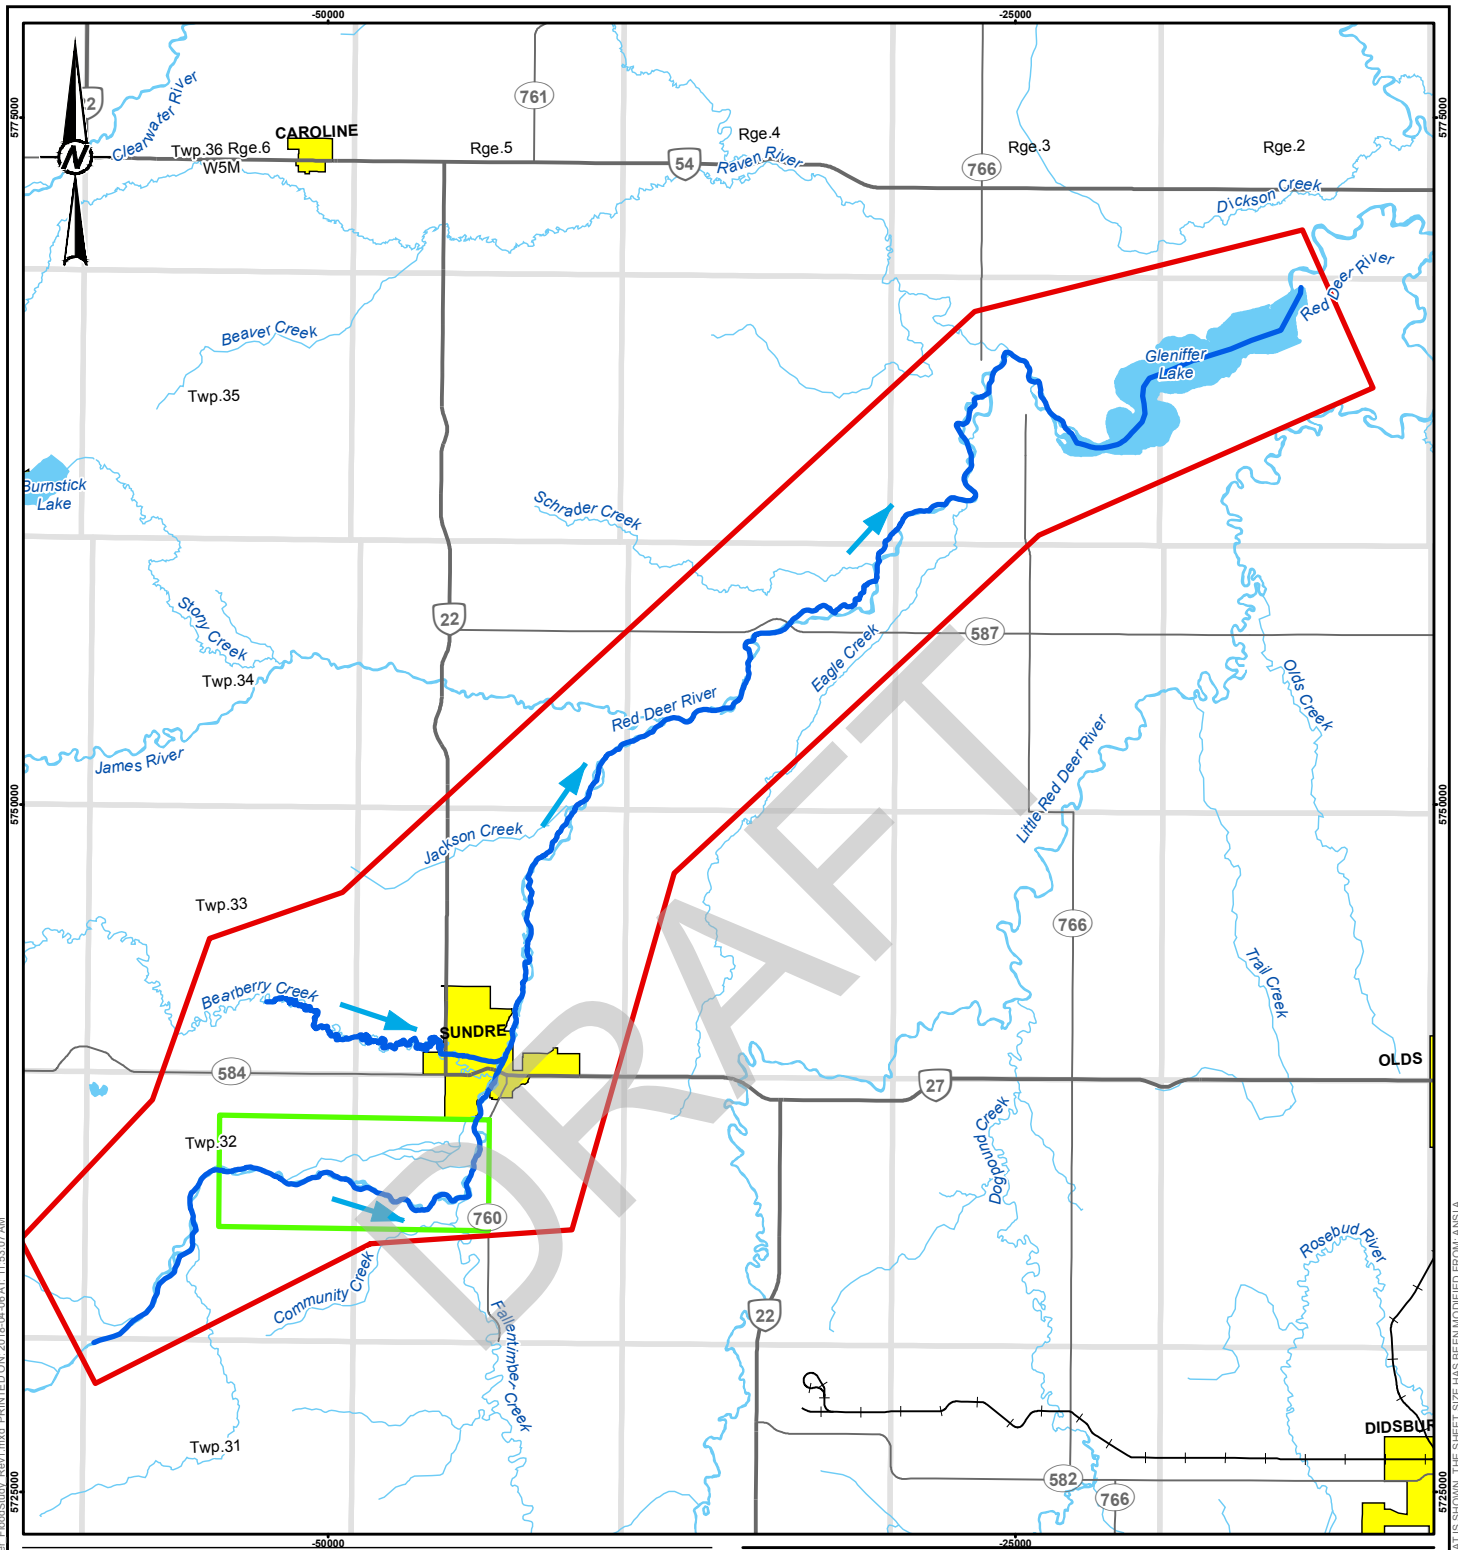 -50000
-25000
5775000
5775000
22
Clearwater River
CAROLINE
761
Twp.36 Rge.6
W5M
Rge.5
Rge.4
54
Raven River
766
Rge.3
Rge.2
N
Dickson Creek
Red Deer River
Beaver Creek
Gleniffer
Lake
Twp.35
Burnstick
Lake
Schrader Creek
Stony Creek
22
587
Eagle Creek
Olds Creek
Twp.34
Red Deer River
James River
Little Red Deer River
5750000
5750000
Jackson Creek
Twp.33
766
Trail Creek
Bearberry Creek
SUNDRE
584
27
OLDS
Twp.32
Dogpound Creek
760
Community Creek
Rosebud River
Fallentimber Creek
22
DRAFT
Twp.31
DIDSBUR
582
766
5725000
5725000
-50000
-25000